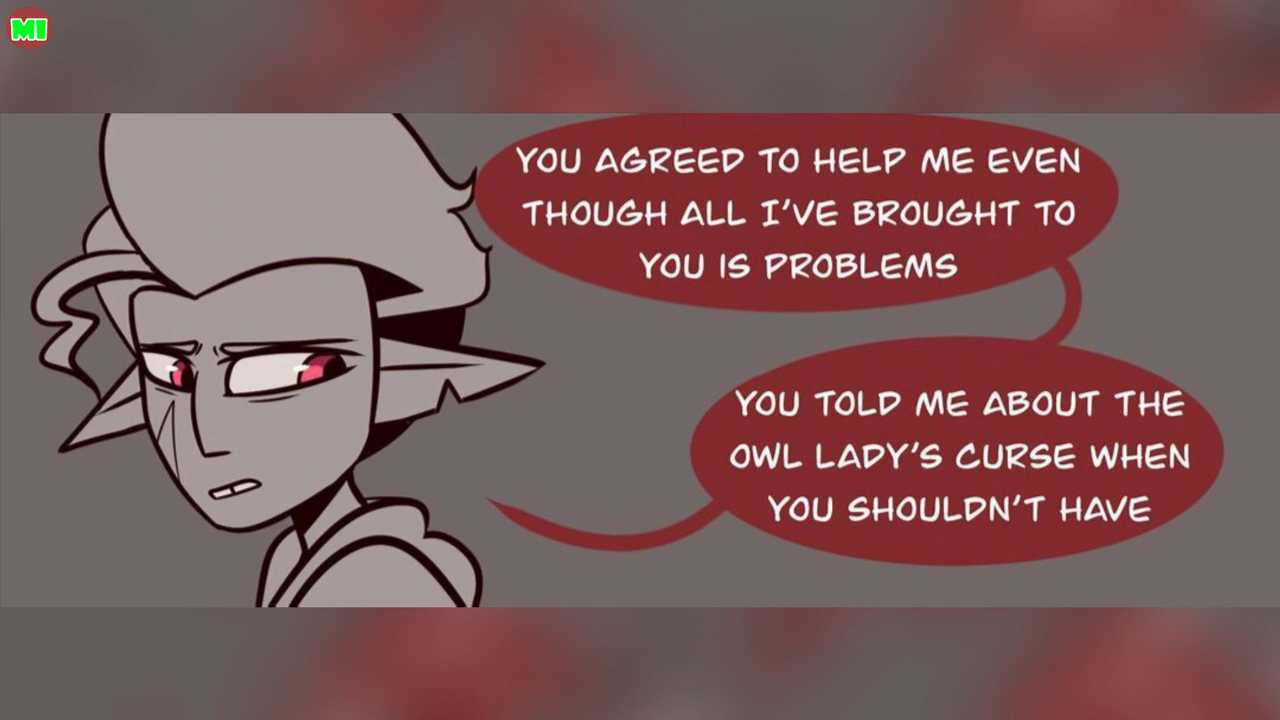 MI
YOU AGREED TO HELP ME EVEN
THOUGH ALL I'VE BROUGHT TO
YOU IS PROBLEMS
YOU TOLD ME ABOUT THE
OWL LADY'S CURSE WHEN
YOU SHOULDN'T HAVE